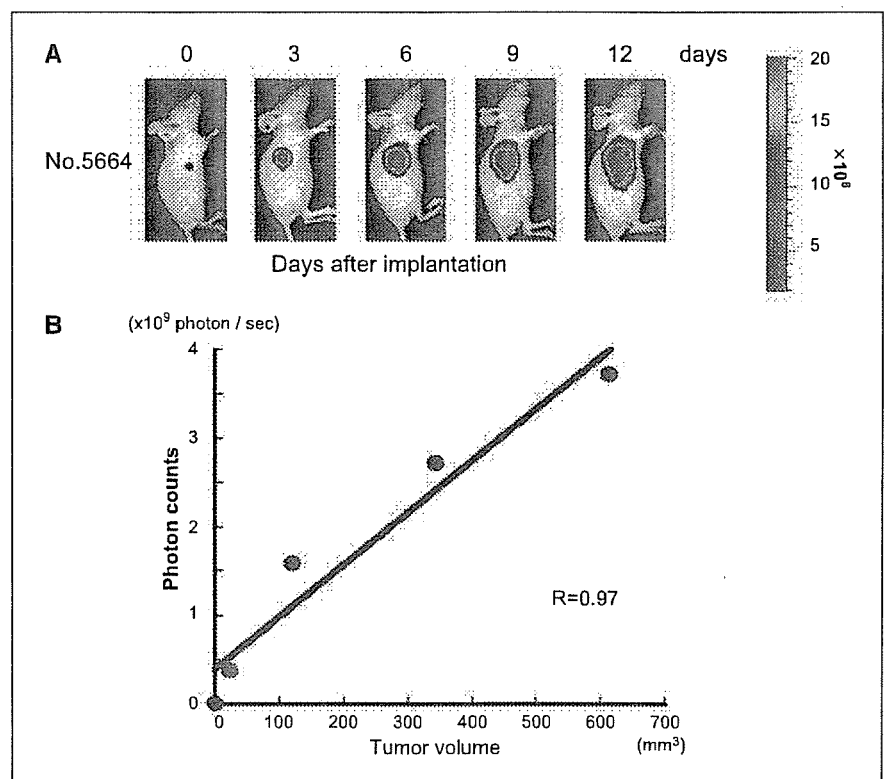 A
0 3 6 9 12 days
No.5664
Days after implantation
20
15
10
5
×10⁸
B
(x10⁹ photon / sec)
4
3
2
1
0
Photon counts
R=0.97
0 100 200 300 400 500 600 700
Tumor volume (mm³)